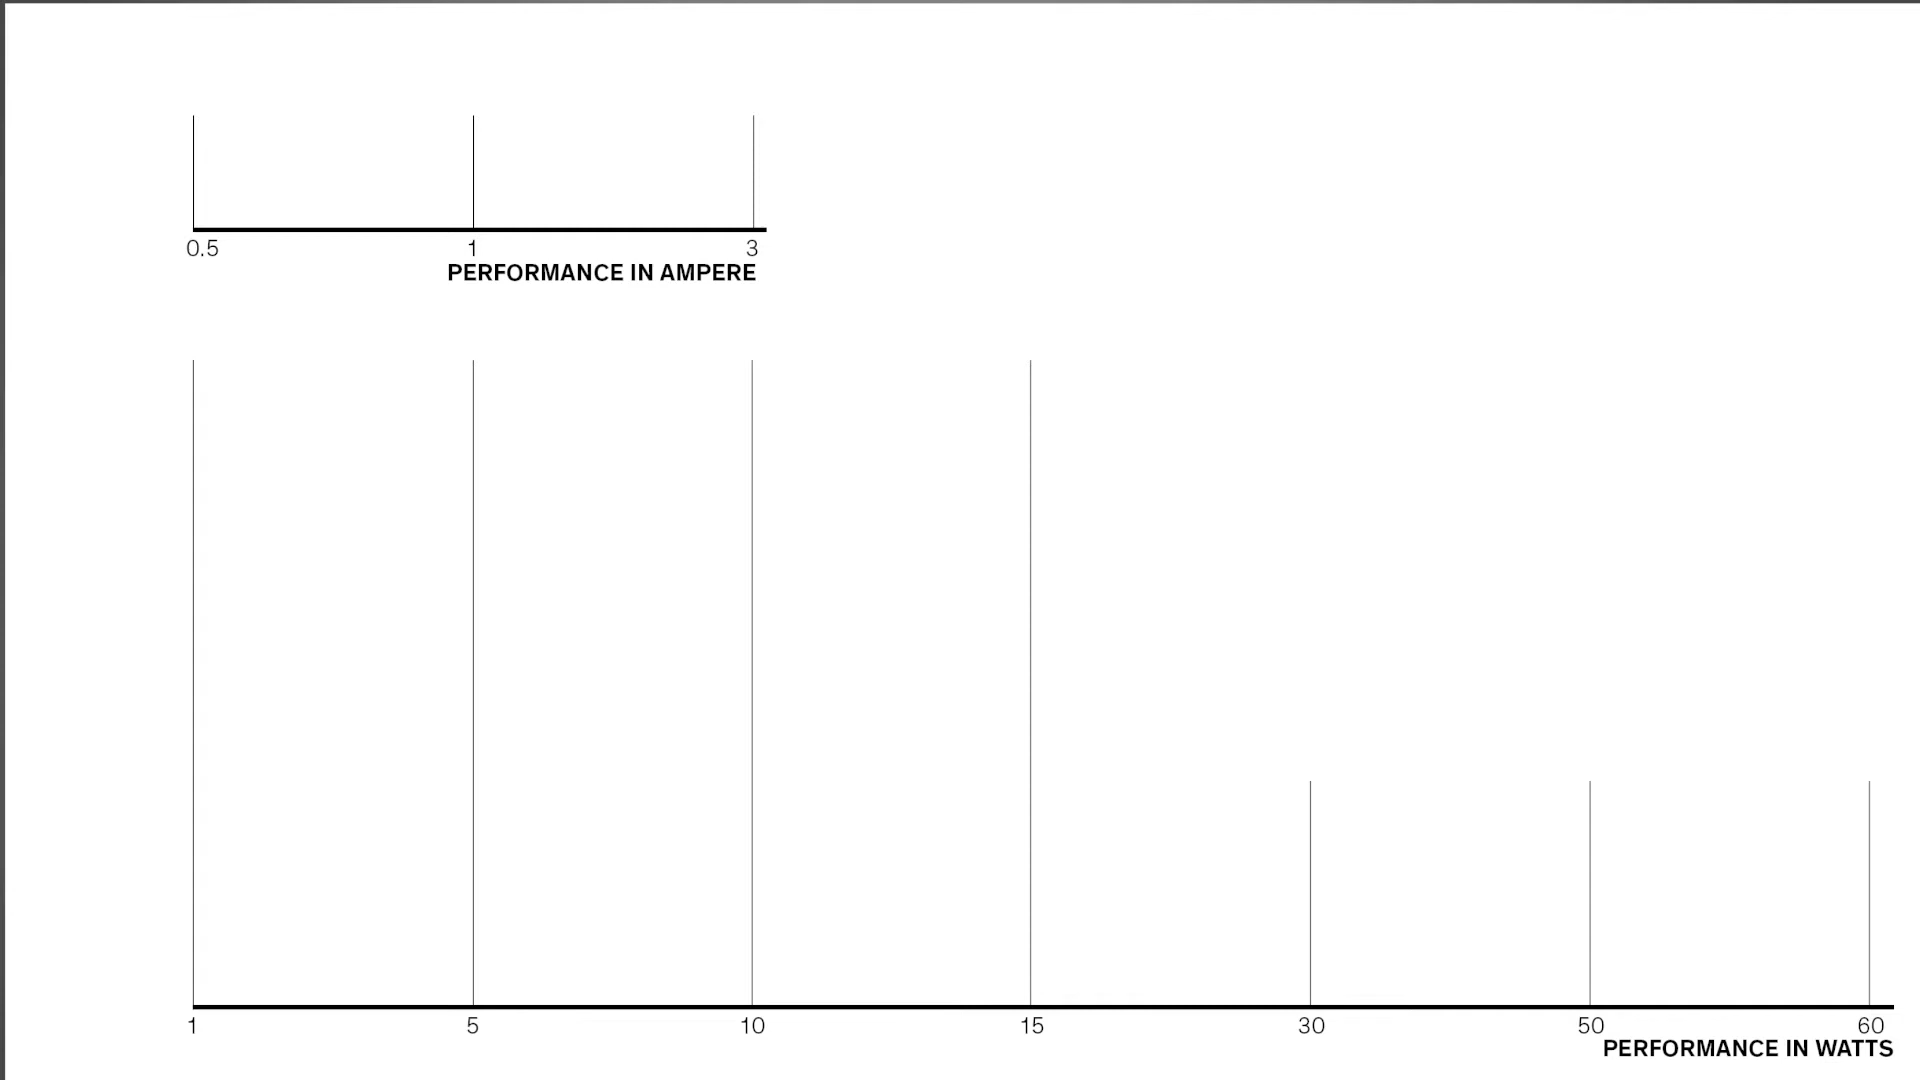 0.5 1 3
PERFORMANCE IN AMPERE
1 5 10 15 30 50 60
PERFORMANCE IN WATTS